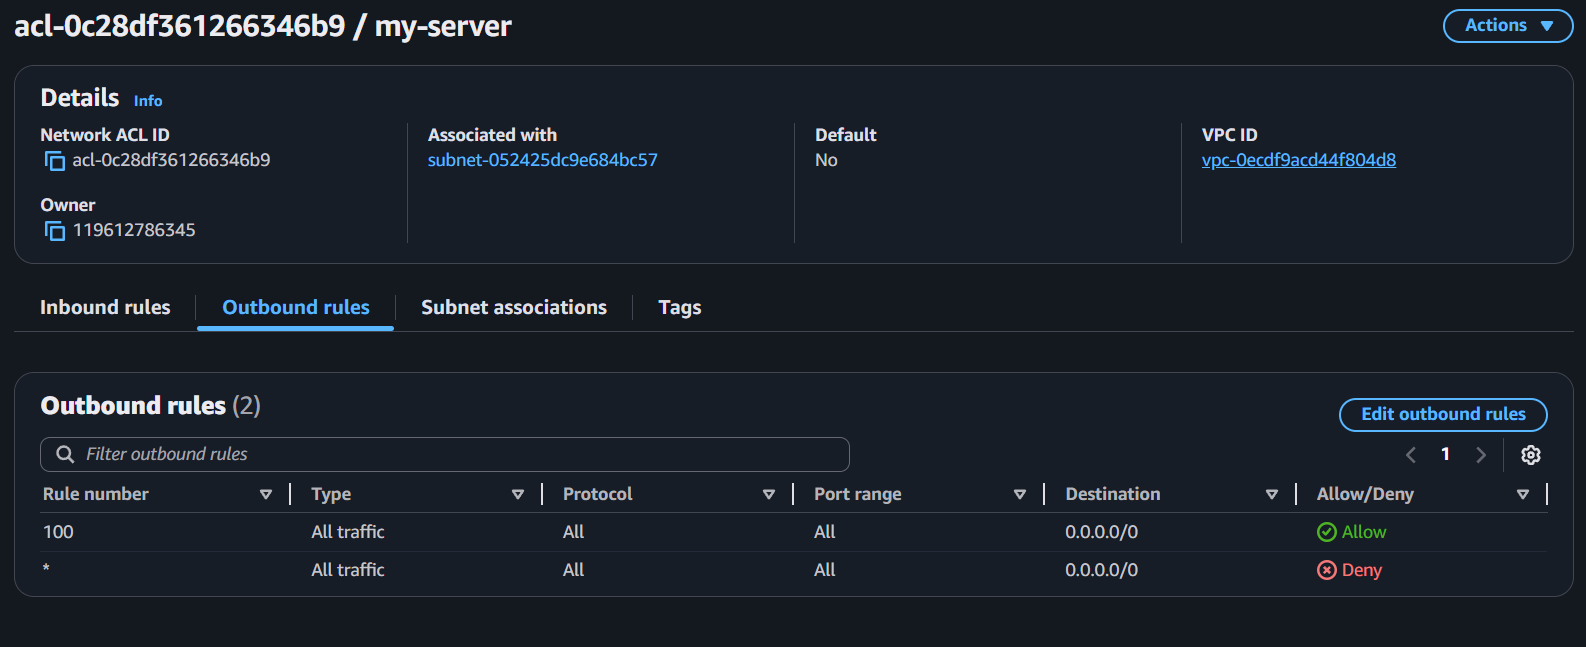 acl-0c28df361266346b9 / my-server
Actions
Details Info
Network ACL ID
acl-0c28df361266346b9
Associated with
subnet-052425dc9e684bc57
Default
No
VPC ID
vpc-0ecdf9acd44f804d8
Owner
119612786345
Inbound rules Outbound rules Subnet associations Tags
Outbound rules (2)
Edit outbound rules
Filter outbound rules
1
Rule number Type Protocol Port range Destination Allow/Deny
100 All traffic All All 0.0.0.0/0 Allow
* All traffic All All 0.0.0.0/0 Deny